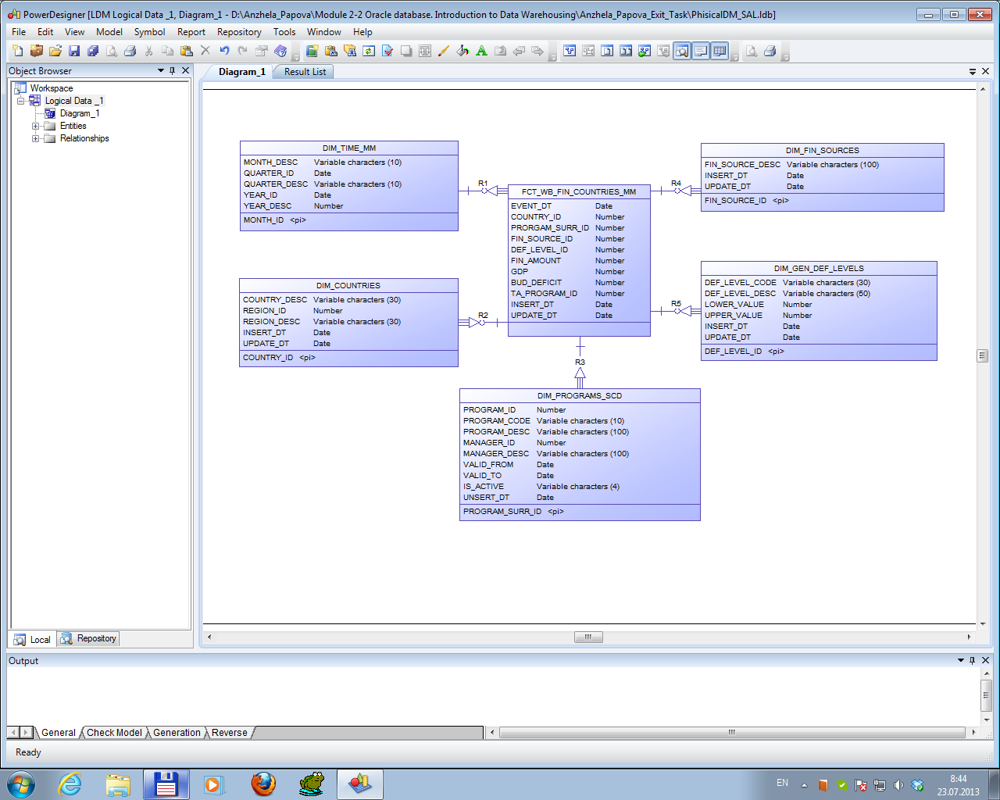 PowerDesigner [LDM Logical Data _1, Diagram_1 - D:\Anzhela_Papova\Module 2-2 Oracle database. Introduction to Data Warehousing\Anzhela_Papova_Exit_Task\PhisicalDM_SAL.ldb]
File Edit View Model Symbol Report Repository Tools Window Help
Object Browser
Workspace
Logical Data _1
Diagram_1
Entities
Relationships
Local Repository
Diagram_1 Result List
DIM_TIME_MM
MONTH_DESC Variable characters (10)
QUARTER_ID Date
QUARTER_DESC Variable characters (10)
YEAR_ID Date
YEAR_DESC Number
MONTH_ID <pi>
R1
FCT_WB_FIN_COUNTRIES_MM
EVENT_DT Date
COUNTRY_ID Number
PRORGAM_SURR_ID Number
FIN_SOURCE_ID Number
DEF_LEVEL_ID Number
FIN_AMOUNT Number
GDP Number
BUD_DEFICIT Number
TA_PROGRAM_ID Number
INSERT_DT Date
UPDATE_DT Date
R4
DIM_FIN_SOURCES
FIN_SOURCE_DESC Variable characters (100)
INSERT_DT Date
UPDATE_DT Date
FIN_SOURCE_ID <pi>
DIM_COUNTRIES
COUNTRY_DESC Variable characters (30)
REGION_ID Number
REGION_DESC Variable characters (30)
INSERT_DT Date
UPDATE_DT Date
COUNTRY_ID <pi>
R2
R5
DIM_GEN_DEF_LEVELS
DEF_LEVEL_CODE Variable characters (30)
DEF_LEVEL_DESC Variable characters (50)
LOWER_VALUE Number
UPPER_VALUE Number
INSERT_DT Date
UPDATE_DT Date
DEF_LEVEL_ID <pi>
R3
DIM_PROGRAMS_SCD
PROGRAM_ID Number
PROGRAM_CODE Variable characters (10)
PROGRAM_DESC Variable characters (100)
MANAGER_ID Number
MANAGER_DESC Variable characters (100)
VALID_FROM Date
VALID_TO Date
IS_ACTIVE Variable characters (4)
UNSERT_DT Date
PROGRAM_SURR_ID <pi>
Output
General Check Model Generation Reverse
Ready
EN
8:44
23.07.2013